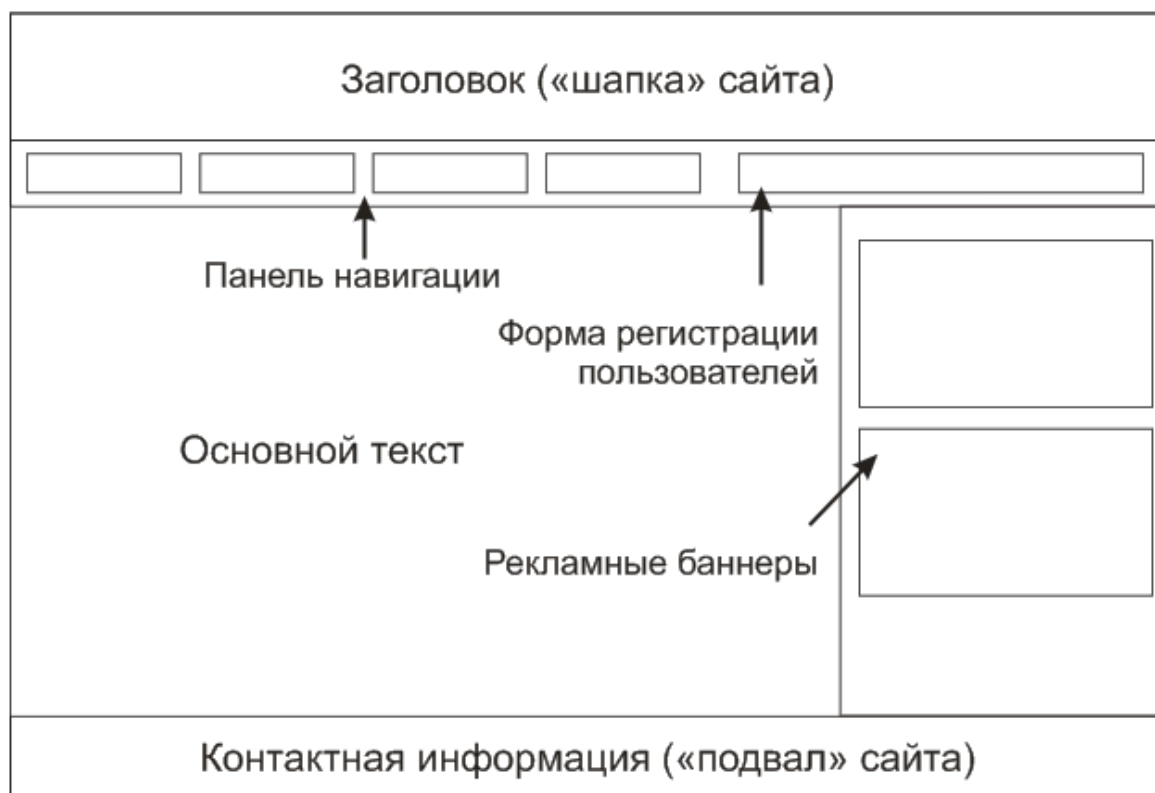 Заголовок («шапка» сайта)
Панель навигации
Форма регистрации
пользователей
Основной текст
Рекламные баннеры
Контактная информация («подвал» сайта)